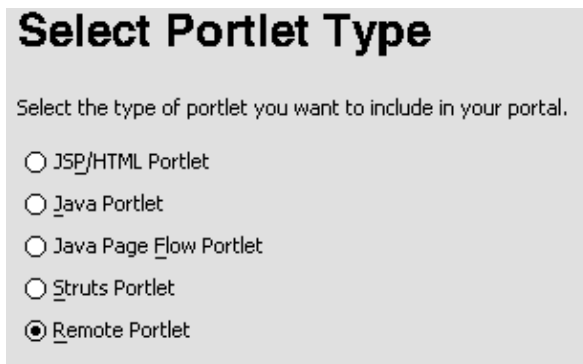 Select Portlet Type
Select the type of portlet you want to include in your portal.
JSP/HTML Portlet
Java Portlet
Java Page Flow Portlet
Struts Portlet
Remote Portlet